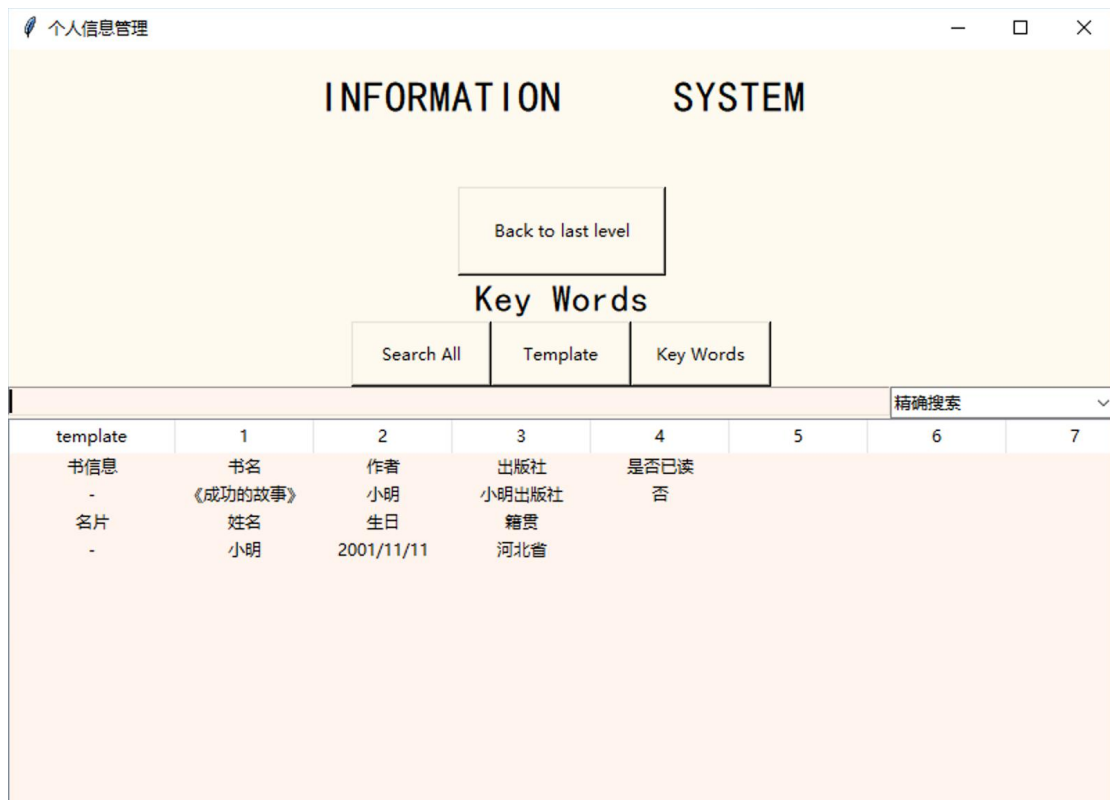 个人信息管理
INFORMATION SYSTEM
Back to last level
Key Words
Search All Template Key Words
精确搜索
template 1 2 3 4 5 6 7
书信息 书名 作者 出版社 是否已读
- 《成功的故事》 小明 小明出版社 否
名片 姓名 生日 籍贯
- 小明 2001/11/11 河北省